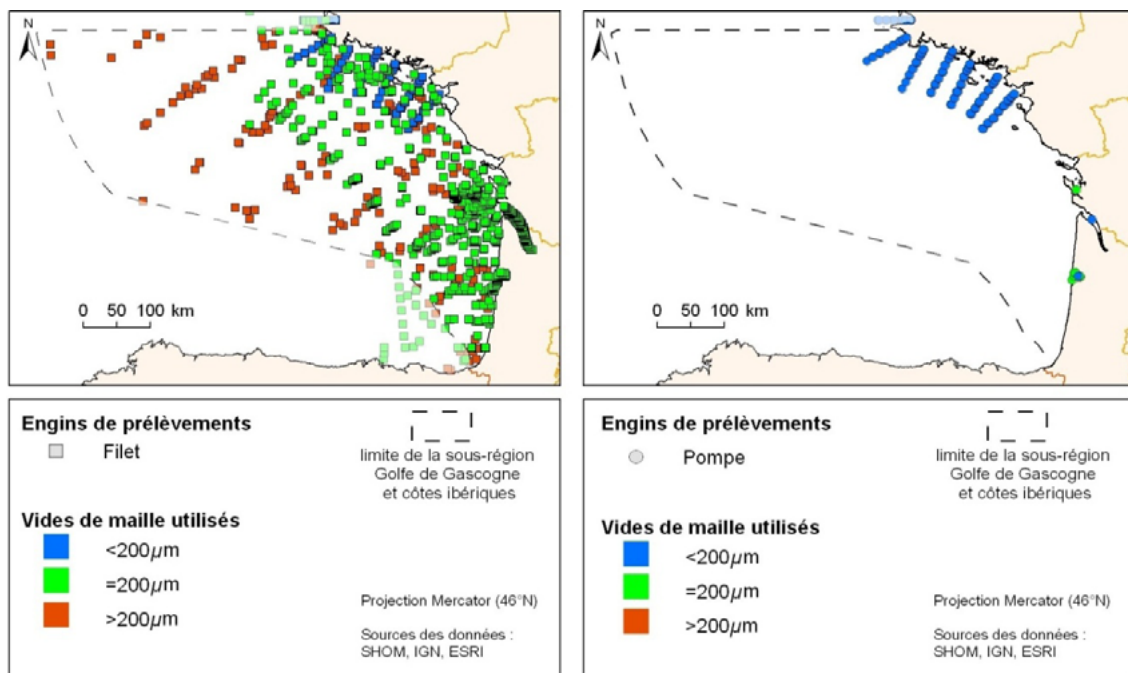 N
0 50 100 km
Engins de prélèvements
Filet
limite de la sous-région
Golfe de Gascogne
et côtes ibériques
Vides de maille utilisés
<200µm
=200µm
>200µm
Projection Mercator (46°N)
Sources des données :
SHOM, IGN, ESRI
N
0 50 100 km
Engins de prélèvements
Pompe
limite de la sous-région
Golfe de Gascogne
et côtes ibériques
Vides de maille utilisés
<200µm
=200µm
>200µm
Projection Mercator (46°N)
Sources des données :
SHOM, IGN, ESRI